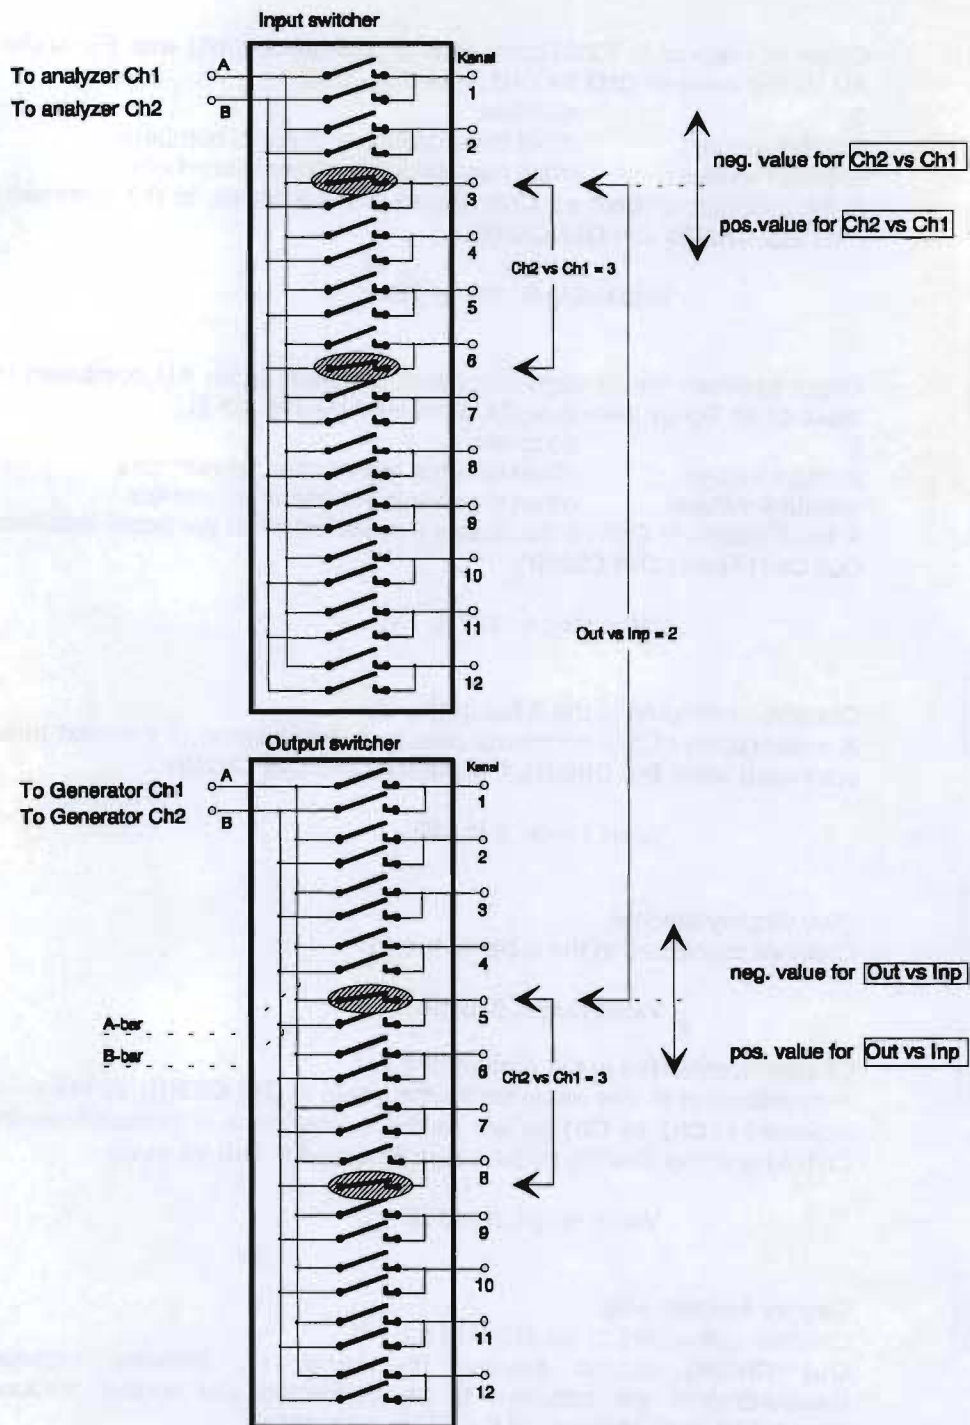 Input switcher
Kanal
A
To analyzer Ch1
1
To analyzer Ch2
B
2
neg. value forr Ch2 vs Ch1
3
pos.value for Ch2 vs Ch1
4
Ch2 vs Ch1 = 3
5
6
7
8
9
10
11
Out vs Inp = 2
12
Output switcher
Kanal
A
To Generator Ch1
1
To Generator Ch2
B
2
3
4
neg. value for Out vs Inp
5
A-bar
B-bar
pos. value for Out vs Inp
6
Ch2 vs Ch1 = 3
7
8
9
10
11
12